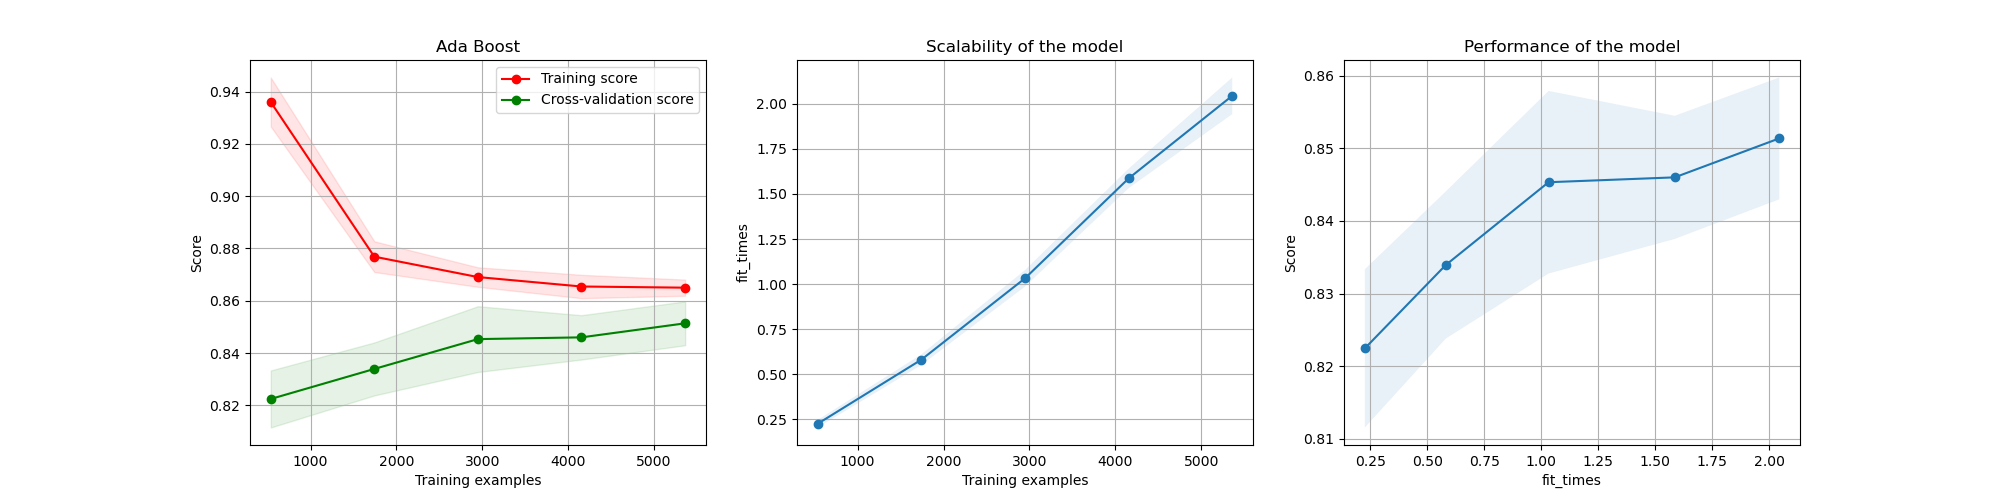 Ada Boost
Training score
Cross-validation score
0.94
0.92
0.90
0.88
0.86
0.84
0.82
Score
1000 2000 3000 4000 5000
Training examples
Scalability of the model
2.00
1.75
1.50
1.25
1.00
0.75
0.50
0.25
fit_times
1000 2000 3000 4000 5000
Training examples
Performance of the model
0.86
0.85
0.84
0.83
0.82
0.81
Score
0.25 0.50 0.75 1.00 1.25 1.50 1.75 2.00
fit_times